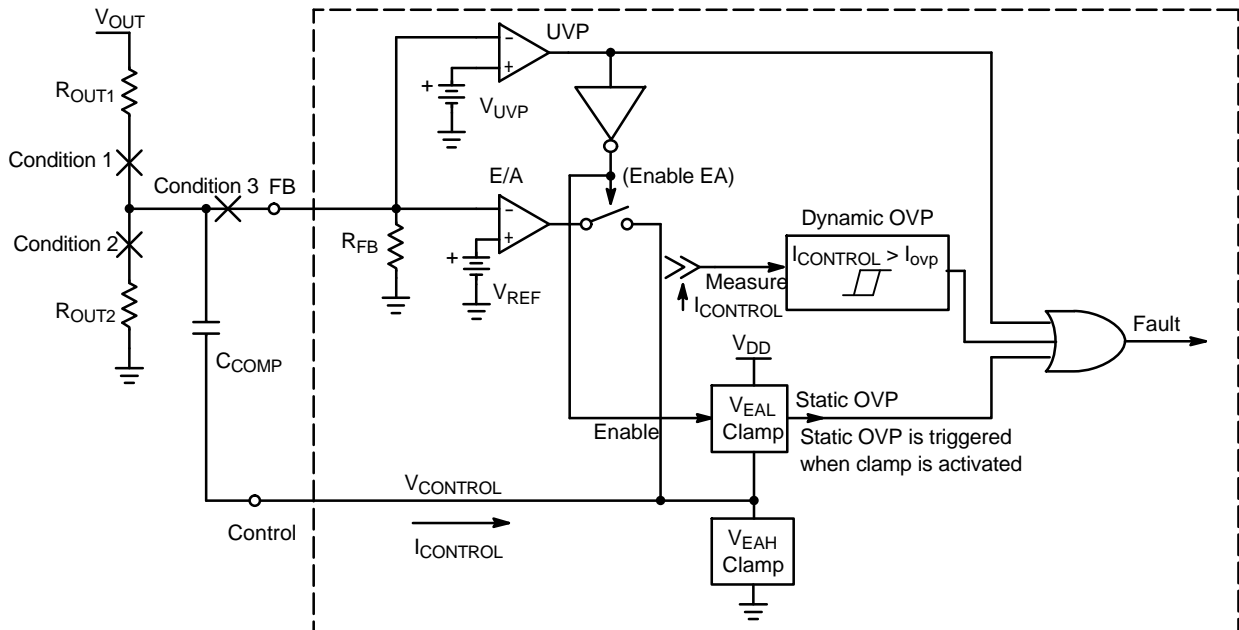 VOUT
ROUT1
Condition 1
Condition 2
ROUT2
Condition 3
FB
CCOMP
UVP
−
+
+
VUVP
E/A
−
+
+
VREF
RFB
(Enable EA)
Dynamic OVP
ICONTROL > Iovp
Measure
ICONTROL
Fault
VDD
VEAL
Clamp
Enable
Static OVP
Static OVP is triggered
when clamp is activated
VCONTROL
Control
ICONTROL
VEAH
Clamp